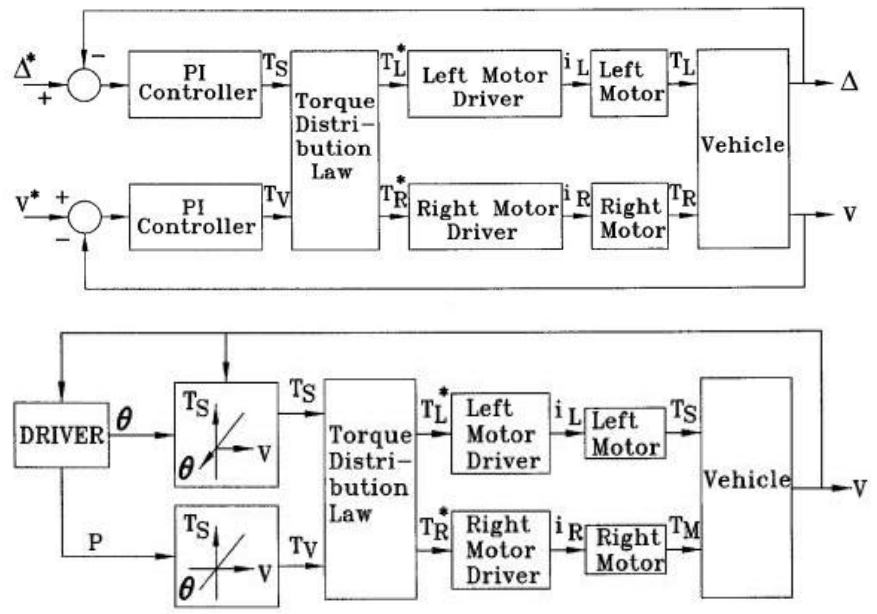 Δ*
+
−
PI
Controller
T_S
Torque
Distri-
bution
Law
T_L*
Left Motor
Driver
i_L
Left
Motor
T_L
Vehicle
Δ
V*
+
−
PI
Controller
T_V
T_R*
Right Motor
Driver
i_R
Right
Motor
T_R
V
DRIVER
θ
T_S
θ
V
T_S
Torque
Distri-
bution
Law
T_L*
Left
Motor
Driver
i_L
Left
Motor
T_S
Vehicle
V
P
T_S
θ
V
T_V
T_R*
Right
Motor
Driver
i_R
Right
Motor
T_M